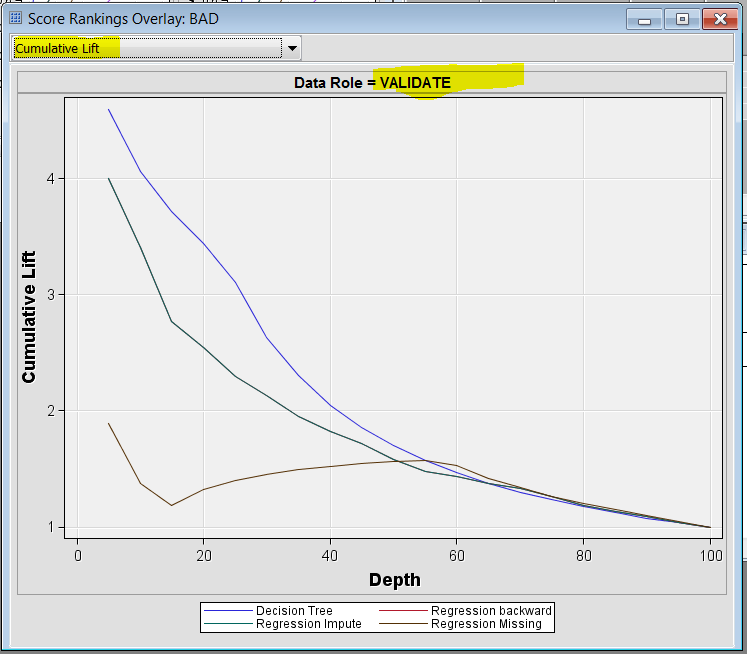 Score Rankings Overlay: BAD
Cumulative Lift
Data Role = VALIDATE
Cumulative Lift
4
3
2
1
0 20 40 60 80 100
Depth
Decision Tree Regression backward
Regression Impute Regression Missing